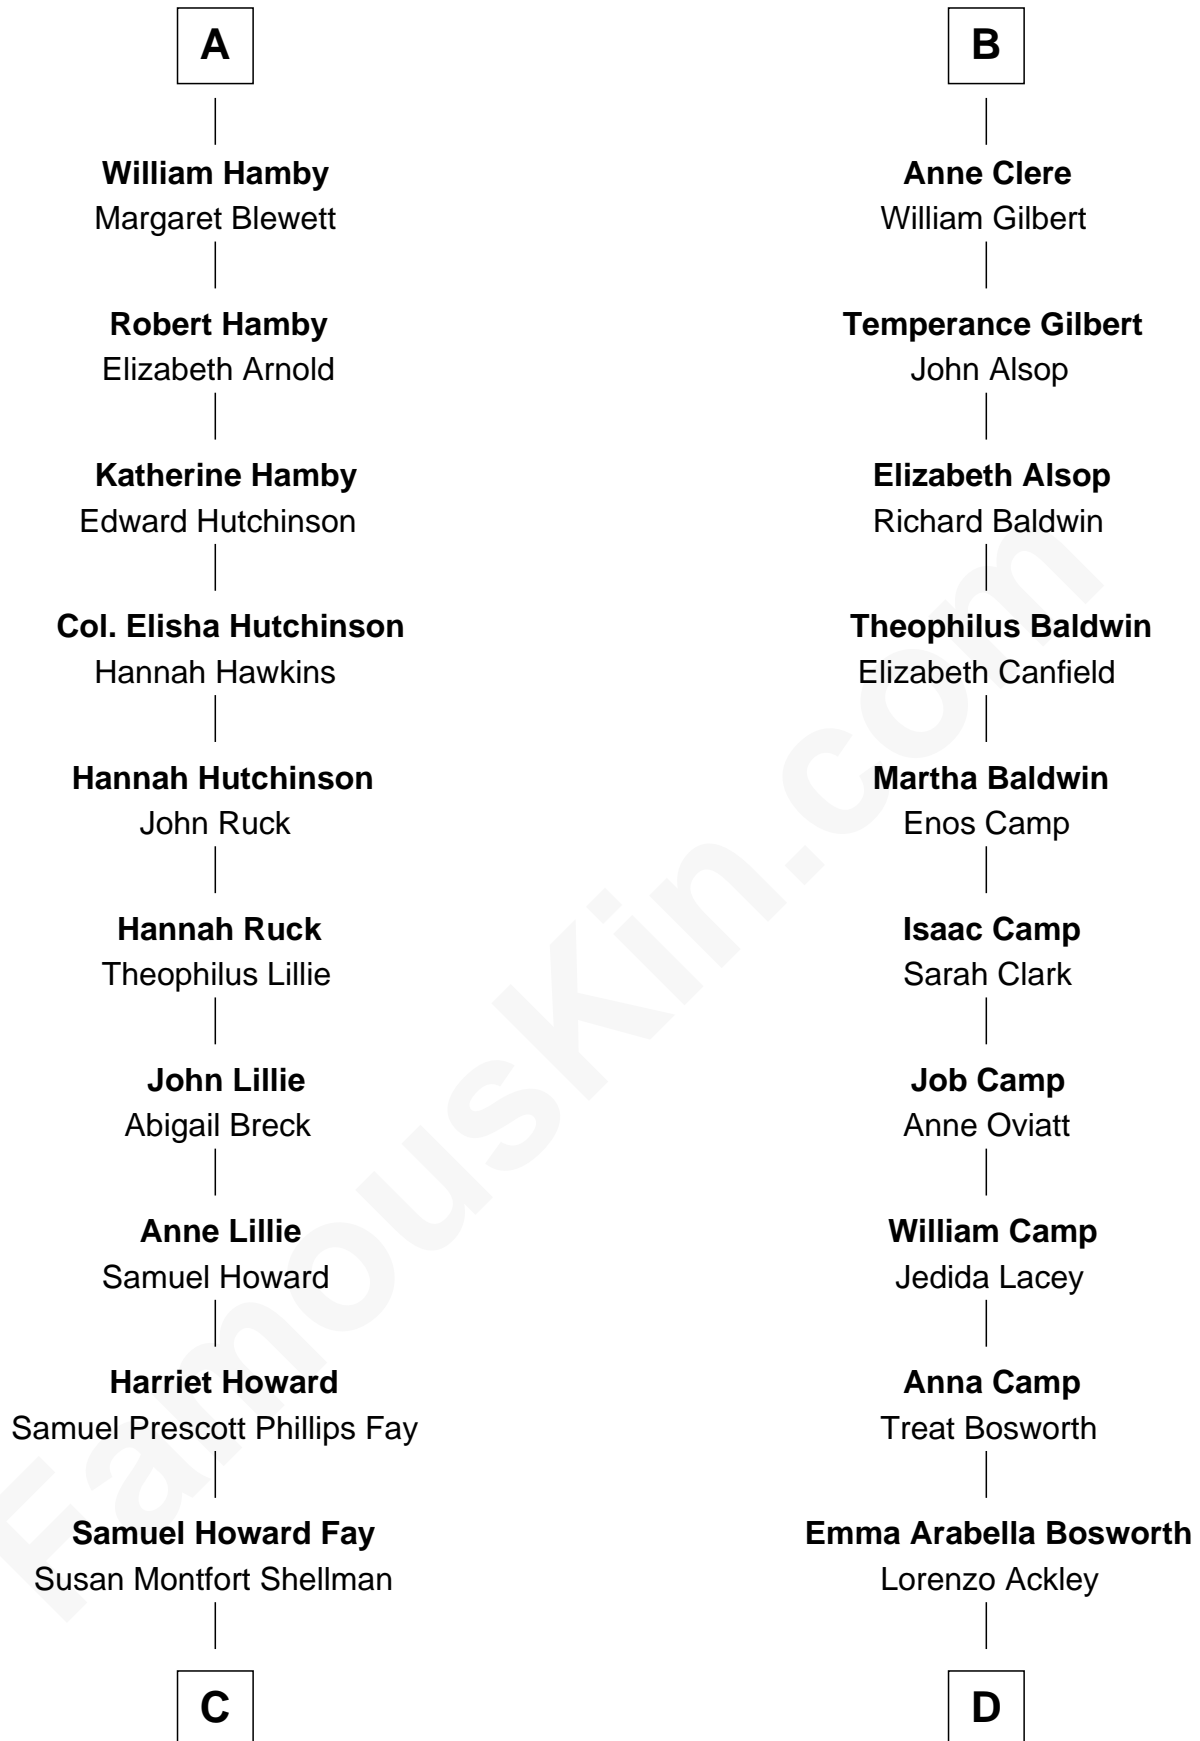 A
William Hamby
Margaret Blewett
Robert Hamby
Elizabeth Arnold
Katherine Hamby
Edward Hutchinson
Col. Elisha Hutchinson
Hannah Hawkins
Hannah Hutchinson
John Ruck
Hannah Ruck
Theophilus Lillie
John Lillie
Abigail Breck
Anne Lillie
Samuel Howard
Harriet Howard
Samuel Prescott Phillips Fay
Samuel Howard Fay
Susan Montfort Shellman
C
B
Anne Clere
William Gilbert
Temperance Gilbert
John Alsop
Elizabeth Alsop
Richard Baldwin
Theophilus Baldwin
Elizabeth Canfield
Martha Baldwin
Enos Camp
Isaac Camp
Sarah Clark
Job Camp
Anne Oviatt
William Camp
Jedida Lacey
Anna Camp
Treat Bosworth
Emma Arabella Bosworth
Lorenzo Ackley
D
FamousKin.com